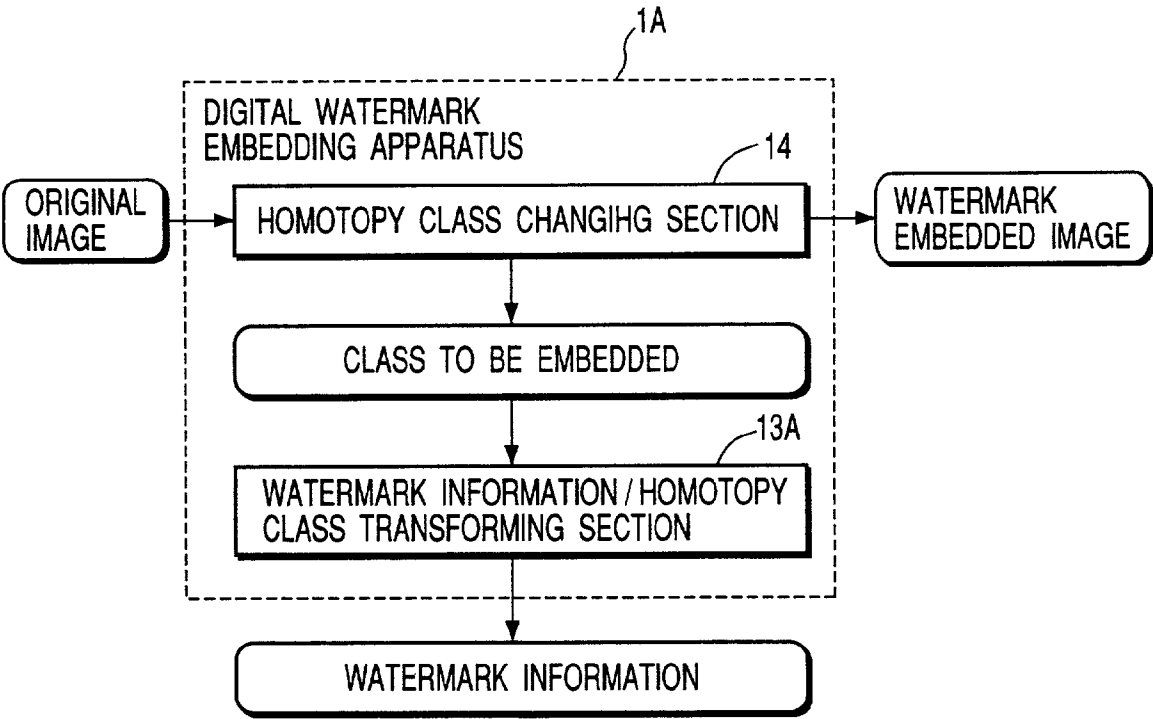 1A
DIGITAL WATERMARK
EMBEDDING APPARATUS
14
ORIGINAL
IMAGE
HOMOTOPY CLASS CHANGIHG SECTION
WATERMARK
EMBEDDED IMAGE
CLASS TO BE EMBEDDED
13A
WATERMARK INFORMATION / HOMOTOPY
CLASS TRANSFORMING SECTION
WATERMARK INFORMATION